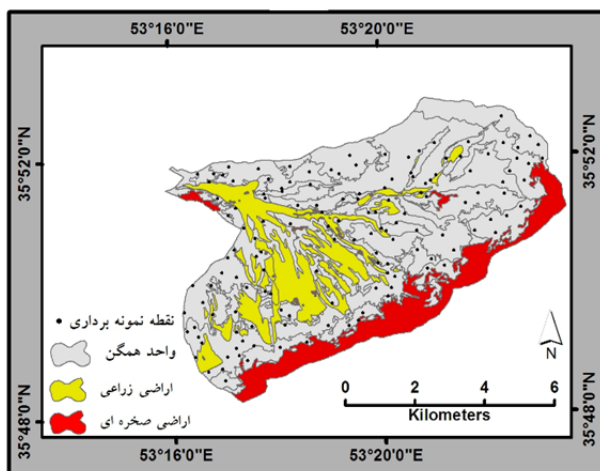 53°16'0"E 53°20'0"E
35°52'0"N
35°52'0"N
نقطه نمونه برداری
واحد همگن
اراضی زراعی
اراضی صخره ای
N
0 2 4 6
Kilometers
35°48'0"N
35°48'0"N
53°16'0"E 53°20'0"E